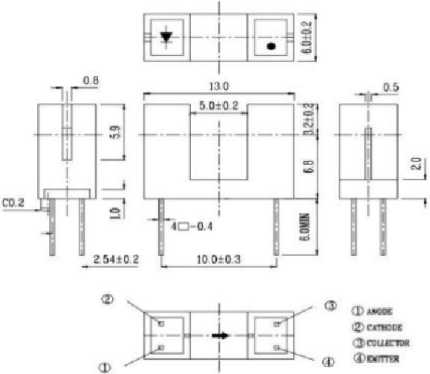 6.0±0.2
13.0
0.8
5.0±0.2
0.5
5.9
3.2±0.2
6.8
2.0
C0.2
1.0
4□-0.4
6.0MIN
2.54±0.2
10.0±0.3
②
③
① ANODE
② CATHODE
③ COLLECTOR
④ EMITTER
①
④